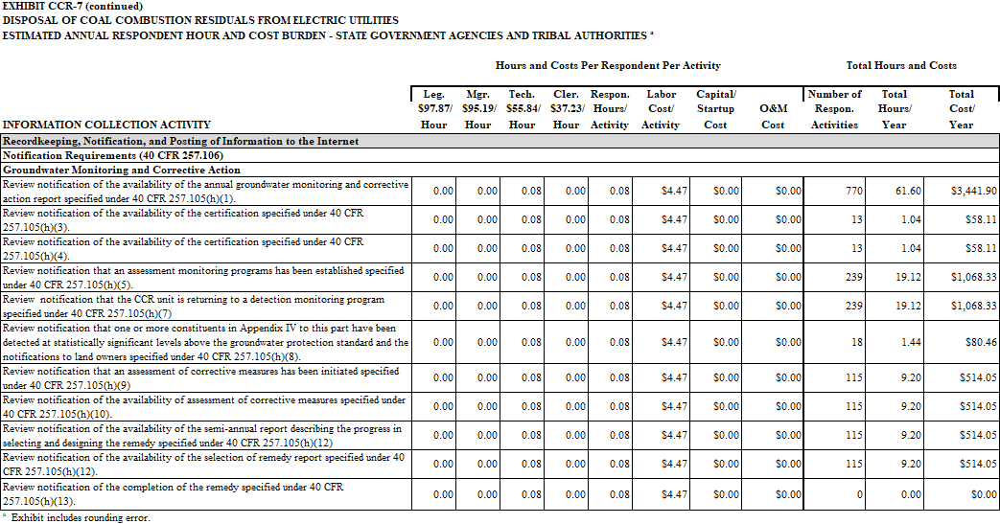 EXHIBIT CCR-7 (continued)
DISPOSAL OF COAL COMBUSTION RESIDUALS FROM ELECTRIC UTILITIES
ESTIMATED ANNUAL RESPONDENT HOUR AND COST BURDEN - STATE GOVERNMENT AGENCIES AND TRIBAL AUTHORITIES ª
Hours and Costs Per Respondent Per Activity Total Hours and Costs
Leg. Mgr. Tech. Cler. Respon. Labor Capital/ Number of Total Total
$97.87/ $95.19/ $55.84/ $37.23/ Hours/ Cost/ Startup O&M Respon. Hours/ Cost/
INFORMATION COLLECTION ACTIVITY Hour Hour Hour Hour Activity Activity Cost Cost Activities Year Year
Recordkeeping, Notification, and Posting of Information to the Internet
Notification Requirements (40 CFR 257.106)
Groundwater Monitoring and Corrective Action
Review notification of the availability of the annual groundwater monitoring and corrective
action report specified under 40 CFR 257.105(h)(1). 0.00 0.00 0.08 0.00 0.08 $4.47 $0.00 $0.00 770 61.60 $3,441.90
Review notification of the availability of the certification specified under 40 CFR
257.105(h)(3). 0.00 0.00 0.08 0.00 0.08 $4.47 $0.00 $0.00 13 1.04 $58.11
Review notification of the availability of the certification specified under 40 CFR
257.105(h)(4). 0.00 0.00 0.08 0.00 0.08 $4.47 $0.00 $0.00 13 1.04 $58.11
Review notification that an assessment monitoring programs has been established specified
under 40 CFR 257.105(h)(5). 0.00 0.00 0.08 0.00 0.08 $4.47 $0.00 $0.00 239 19.12 $1,068.33
Review notification that the CCR unit is returning to a detection monitoring program
specified under 40 CFR 257.105(h)(7) 0.00 0.00 0.08 0.00 0.08 $4.47 $0.00 $0.00 239 19.12 $1,068.33
Review notification that one or more constituents in Appendix IV to this part have been
detected at statistically significant levels above the groundwater protection standard and the
notifications to land owners specified under 40 CFR 257.105(h)(8). 0.00 0.00 0.08 0.00 0.08 $4.47 $0.00 $0.00 18 1.44 $80.46
Review notification that an assessment of corrective measures has been initiated specified
under 40 CFR 257.105(h)(9) 0.00 0.00 0.08 0.00 0.08 $4.47 $0.00 $0.00 115 9.20 $514.05
Review notification of the availability of assessment of corrective measures specified under
40 CFR 257.105(h)(10). 0.00 0.00 0.08 0.00 0.08 $4.47 $0.00 $0.00 115 9.20 $514.05
Review notification of the availability of the semi-annual report describing the progress in
selecting and designing the remedy specified under 40 CFR 257.105(h)(12) 0.00 0.00 0.08 0.00 0.08 $4.47 $0.00 $0.00 115 9.20 $514.05
Review notification of the availability of the selection of remedy report specified under 40
CFR 257.105(h)(12). 0.00 0.00 0.08 0.00 0.08 $4.47 $0.00 $0.00 115 9.20 $514.05
Review notification of the completion of the remedy specified under 40 CFR
257.105(h)(13). 0.00 0.00 0.08 0.00 0.08 $4.47 $0.00 $0.00 0 0.00 $0.00
ª Exhibit includes rounding error.